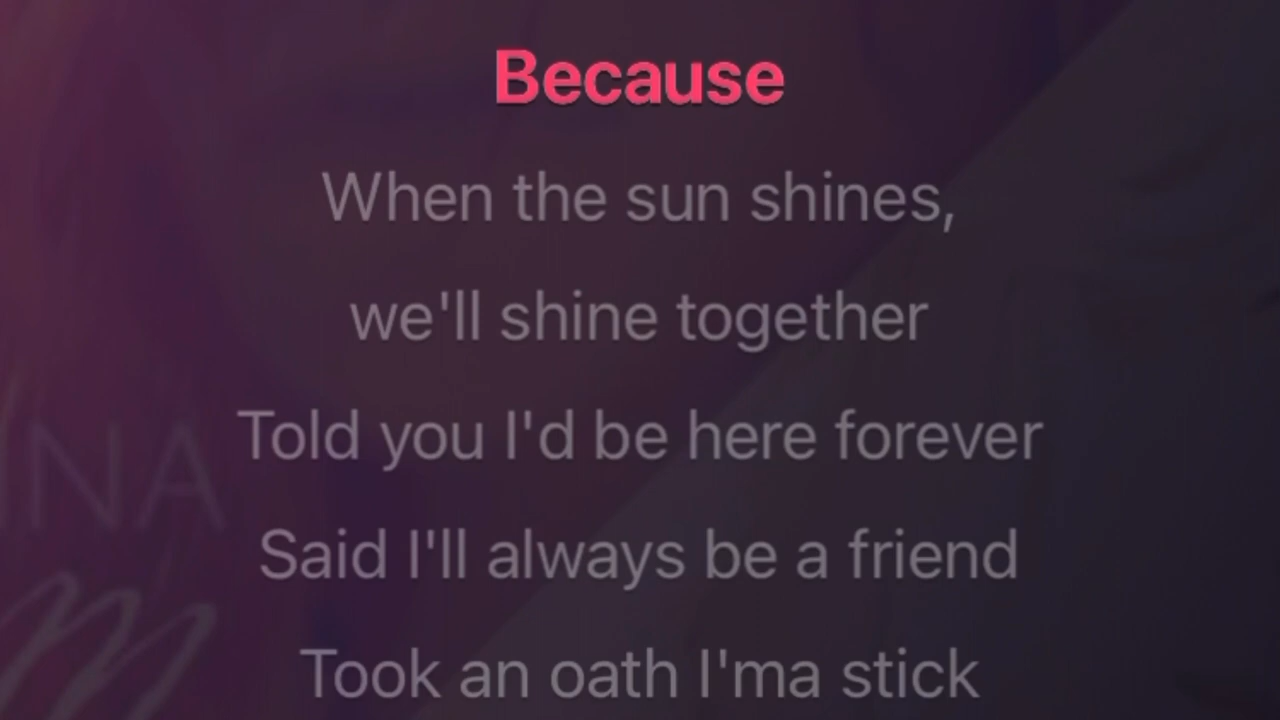 Because
When the sun shines,
we'll shine together
Told you I'd be here forever
Said I'll always be a friend
Took an oath I'ma stick